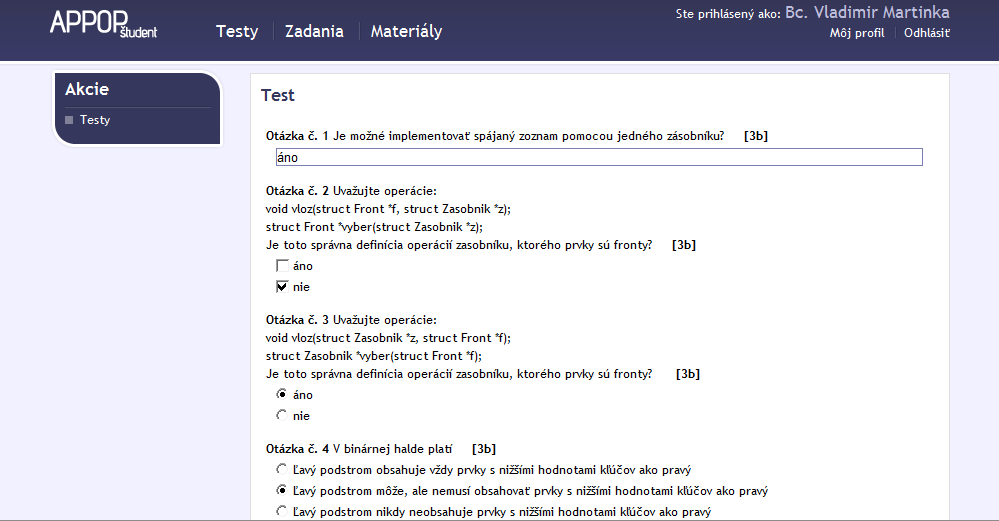 APPOP študent
Testy Zadania Materiály
Ste prihlásený ako: Bc. Vladimir Martinka
Môj profil Odhlásiť
Akcie
Testy
Test
Otázka č. 1 Je možné implementovať spájaný zoznam pomocou jedného zásobníku? [3b]
áno
Otázka č. 2 Uvažujte operácie:
void vloz(struct Front *f, struct Zasobnik *z);
struct Front *vyber(struct Zasobnik *z);
Je toto správna definícia operácií zasobníku, ktorého prvky sú fronty? [3b]
áno
nie
Otázka č. 3 Uvažujte operácie:
void vloz(struct Zasobnik *z, struct Front *f);
struct Zasobnik *vyber(struct Front *f);
Je toto správna definícia operácií zasobníku, ktorého prvky sú fronty? [3b]
áno
nie
Otázka č. 4 V binárnej halde platí [3b]
Ľavý podstrom obsahuje vždy prvky s nižšími hodnotami kľúčov ako pravý
Ľavý podstrom môže, ale nemusí obsahovať prvky s nižšími hodnotami kľúčov ako pravý
Ľavý podstrom nikdy neobsahuje prvky s nižšími hodnotami kľúčov ako pravý